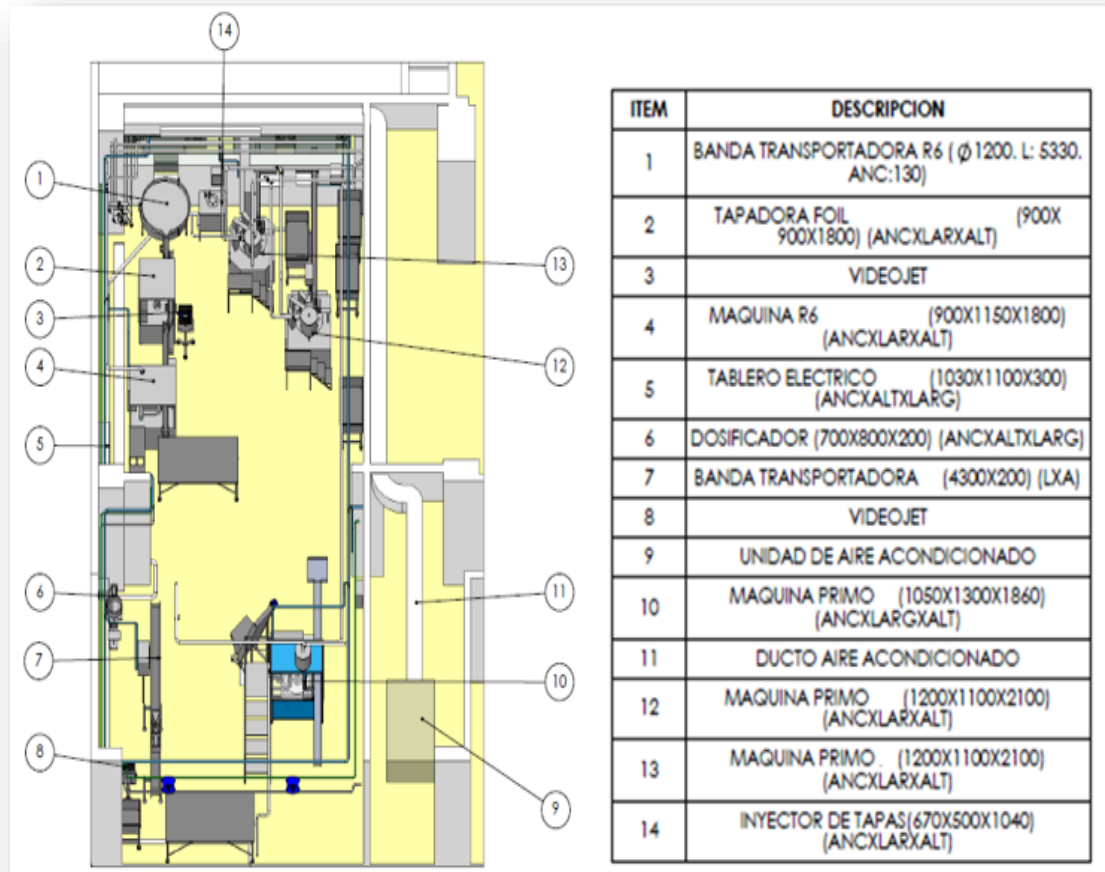 14
1
2
3
4
5
6
7
8
13
12
11
10
9
ITEM DESCRIPCION
1 BANDA TRANSPORTADORA R6 ( Ø1200. L: 5330.
ANC:130)
2 TAPADORA FOIL (900X
900X1800) (ANCXLARXALT)
3 VIDEOJET
4 MAQUINA R6 (900X1150X1800)
(ANCXLARXALT)
5 TABLERO ELECTRICO (1030X1100X300)
(ANCXALTXLARG)
6 DOSIFICADOR (700X800X200) (ANCXALTXLARG)
7 BANDA TRANSPORTADORA (4300X200) (LXA)
8 VIDEOJET
9 UNIDAD DE AIRE ACONDICIONADO
10 MAQUINA PRIMO (1050X1300X1860)
(ANCXLARGXALT)
11 DUCTO AIRE ACONDICIONADO
12 MAQUINA PRIMO (1200X1100X2100)
(ANCXLARXALT)
13 MAQUINA PRIMO . (1200X1100X2100)
(ANCXLARXALT)
14 INYECTOR DE TAPAS(670X500X1040)
(ANCXLARXALT)